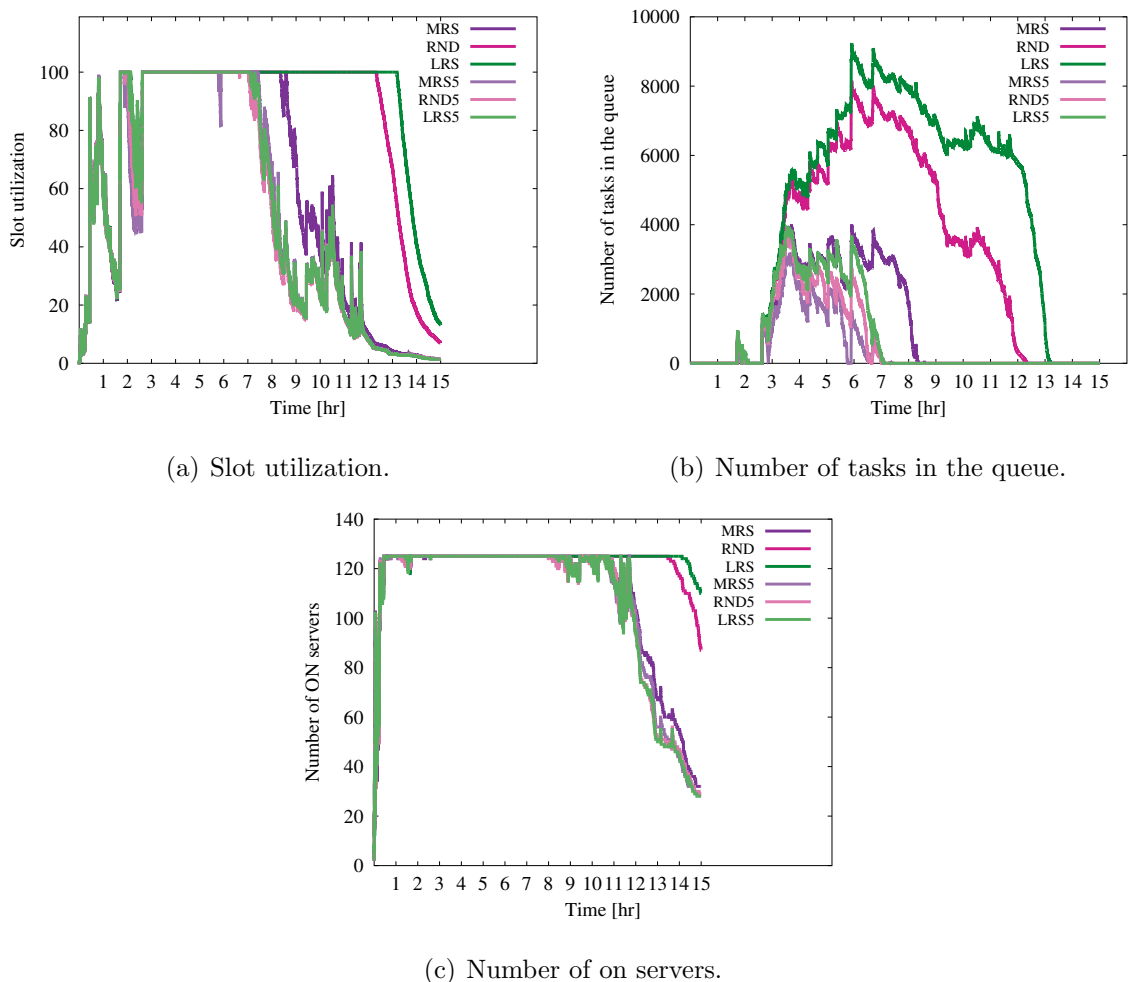 MRS
RND
LRS
MRS5
RND5
LRS5
100
80
60
40
20
0
Slot utilization
1 2 3 4 5 6 7 8 9 10 11 12 13 14 15
Time [hr]
(a) Slot utilization.
10000
8000
6000
4000
2000
0
Number of tasks in the queue
MRS
RND
LRS
MRS5
RND5
LRS5
1 2 3 4 5 6 7 8 9 10 11 12 13 14 15
Time [hr]
(b) Number of tasks in the queue.
140
120
100
80
60
40
20
0
Number of ON servers
MRS
RND
LRS
MRS5
RND5
LRS5
1 2 3 4 5 6 7 8 9 10 11 12 13 14 15
Time [hr]
(c) Number of on servers.